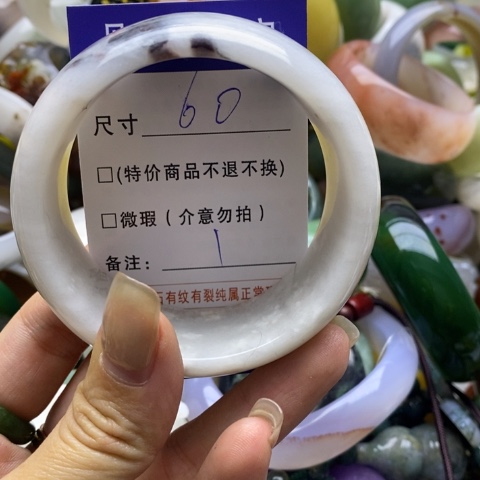 尺寸 60
□(特价商品不退不换)
□微瑕(介意勿拍)
备注: 1
有纹有裂纯属正常